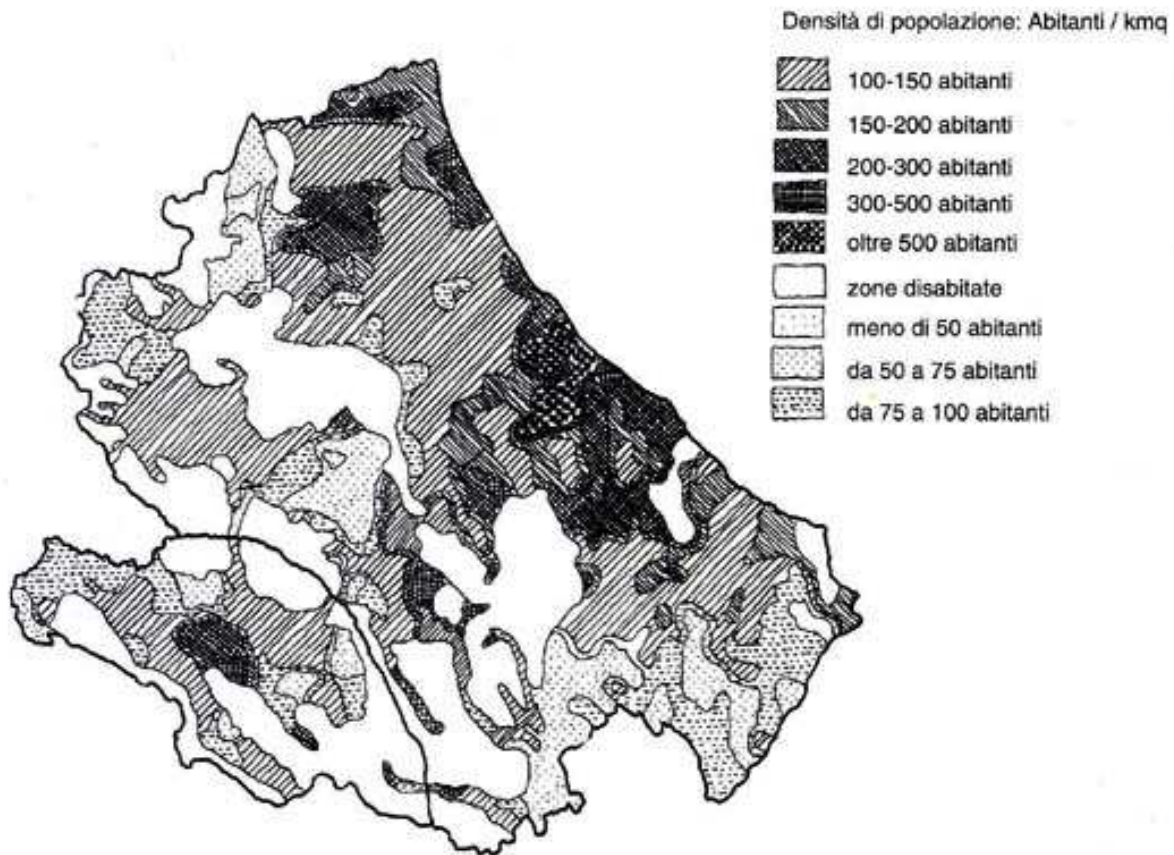 Densità di popolazione: Abitanti / kmq
100-150 abitanti
150-200 abitanti
200-300 abitanti
300-500 abitanti
oltre 500 abitanti
zone disabitate
meno di 50 abitanti
da 50 a 75 abitanti
da 75 a 100 abitanti